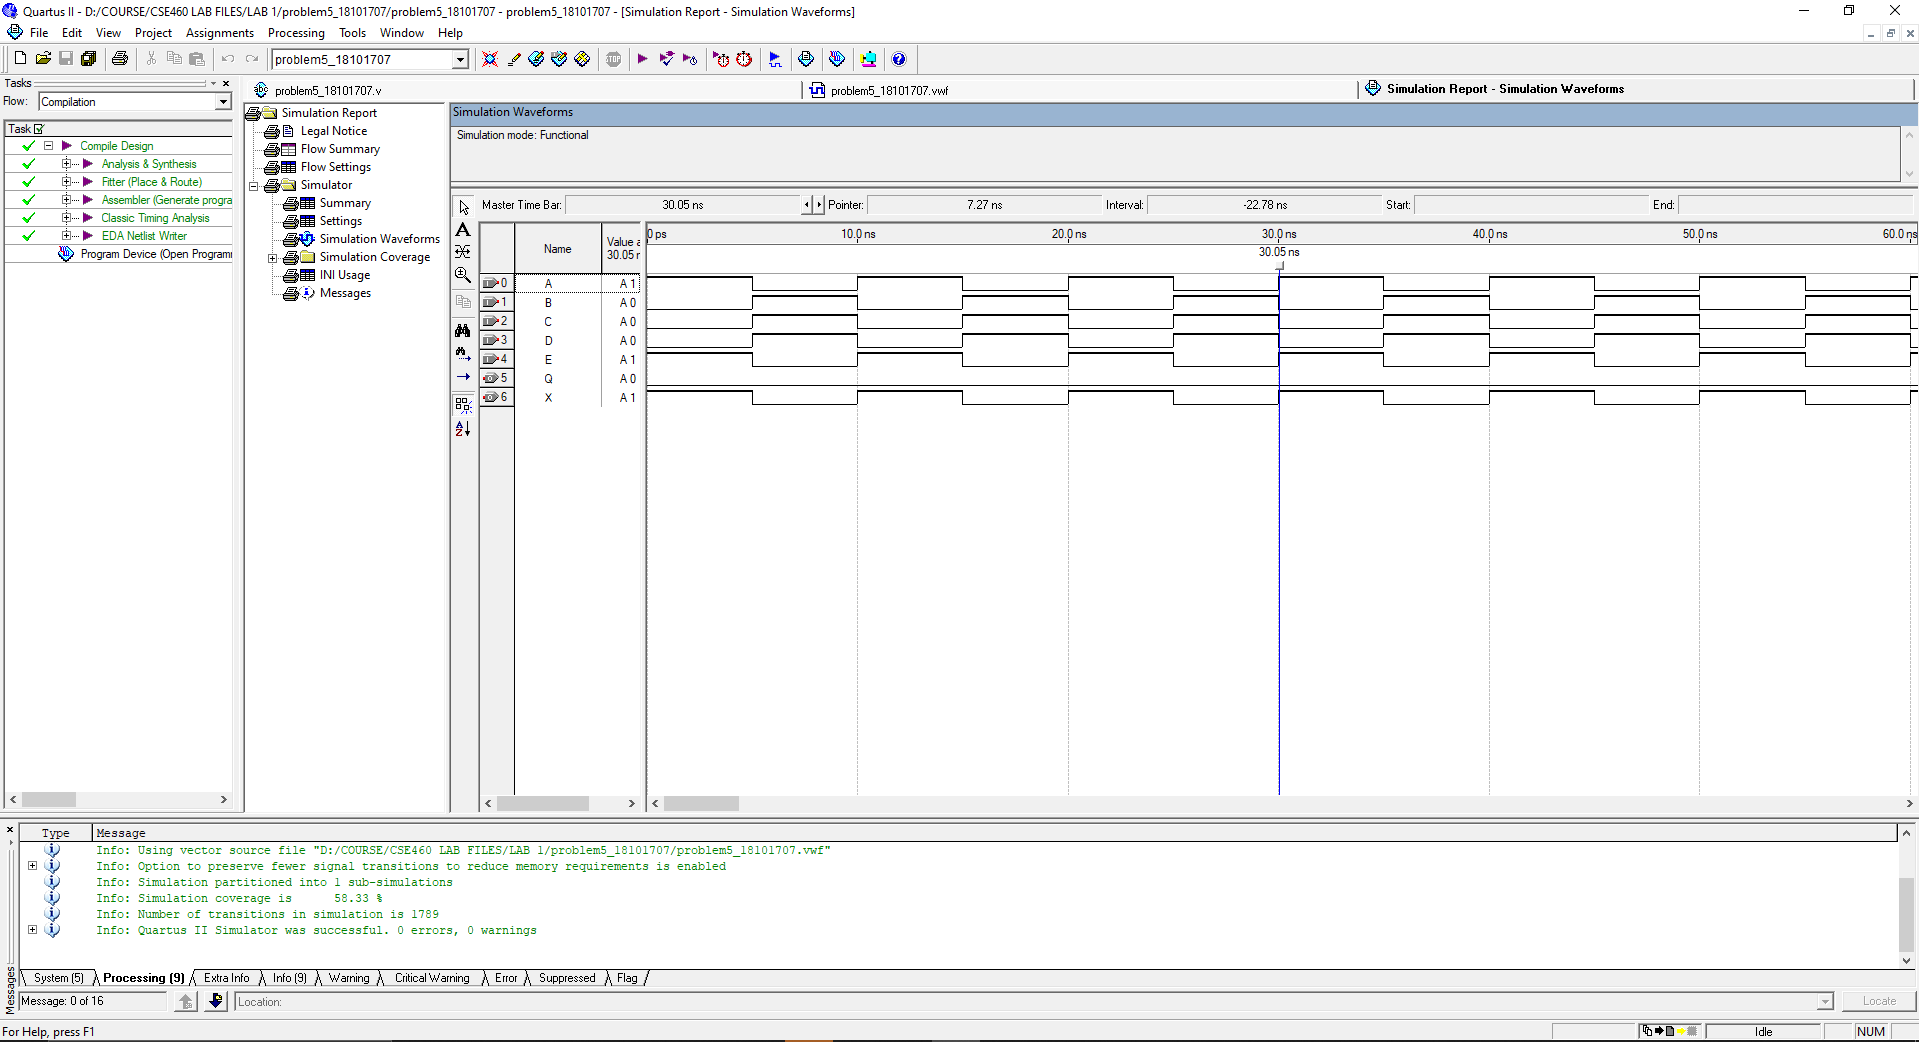 Quartus II - D:/COURSE/CSE460 LAB FILES/LAB 1/problem5_18101707/problem5_18101707 - problem5_18101707 - [Simulation Report - Simulation Waveforms]
File Edit View Project Assignments Processing Tools Window Help
problem5_18101707
Tasks
Flow: Compilation
Task
Compile Design
Analysis & Synthesis
Fitter (Place & Route)
Assembler (Generate progra
Classic Timing Analysis
EDA Netlist Writer
Program Device (Open Program
problem5_18101707.v
problem5_18101707.vwf
Simulation Report - Simulation Waveforms
Simulation Report
Legal Notice
Flow Summary
Flow Settings
Simulator
Summary
Settings
Simulation Waveforms
Simulation Coverage
INI Usage
Messages
Simulation Waveforms
Simulation mode: Functional
Master Time Bar: 30.05 ns Pointer: 7.27 ns Interval: -22.78 ns Start: End:
Name Value a
30.05 n
0 ps 10.0 ns 20.0 ns 30.0 ns 40.0 ns 50.0 ns 60.0 ns
30.05 ns
0 A A 1
1 B A 0
2 C A 0
3 D A 0
4 E A 1
5 Q A 0
6 X A 1
Type Message
Info: Using vector source file "D:/COURSE/CSE460 LAB FILES/LAB 1/problem5_18101707/problem5_18101707.vwf"
Info: Option to preserve fewer signal transitions to reduce memory requirements is enabled
Info: Simulation partitioned into 1 sub-simulations
Info: Simulation coverage is 58.33 %
Info: Number of transitions in simulation is 1789
Info: Quartus II Simulator was successful. 0 errors, 0 warnings
System (5) Processing (9) Extra Info Info (9) Warning Critical Warning Error Suppressed Flag
Messages
Message: 0 of 16 Location: Locate
For Help, press F1 Idle NUM